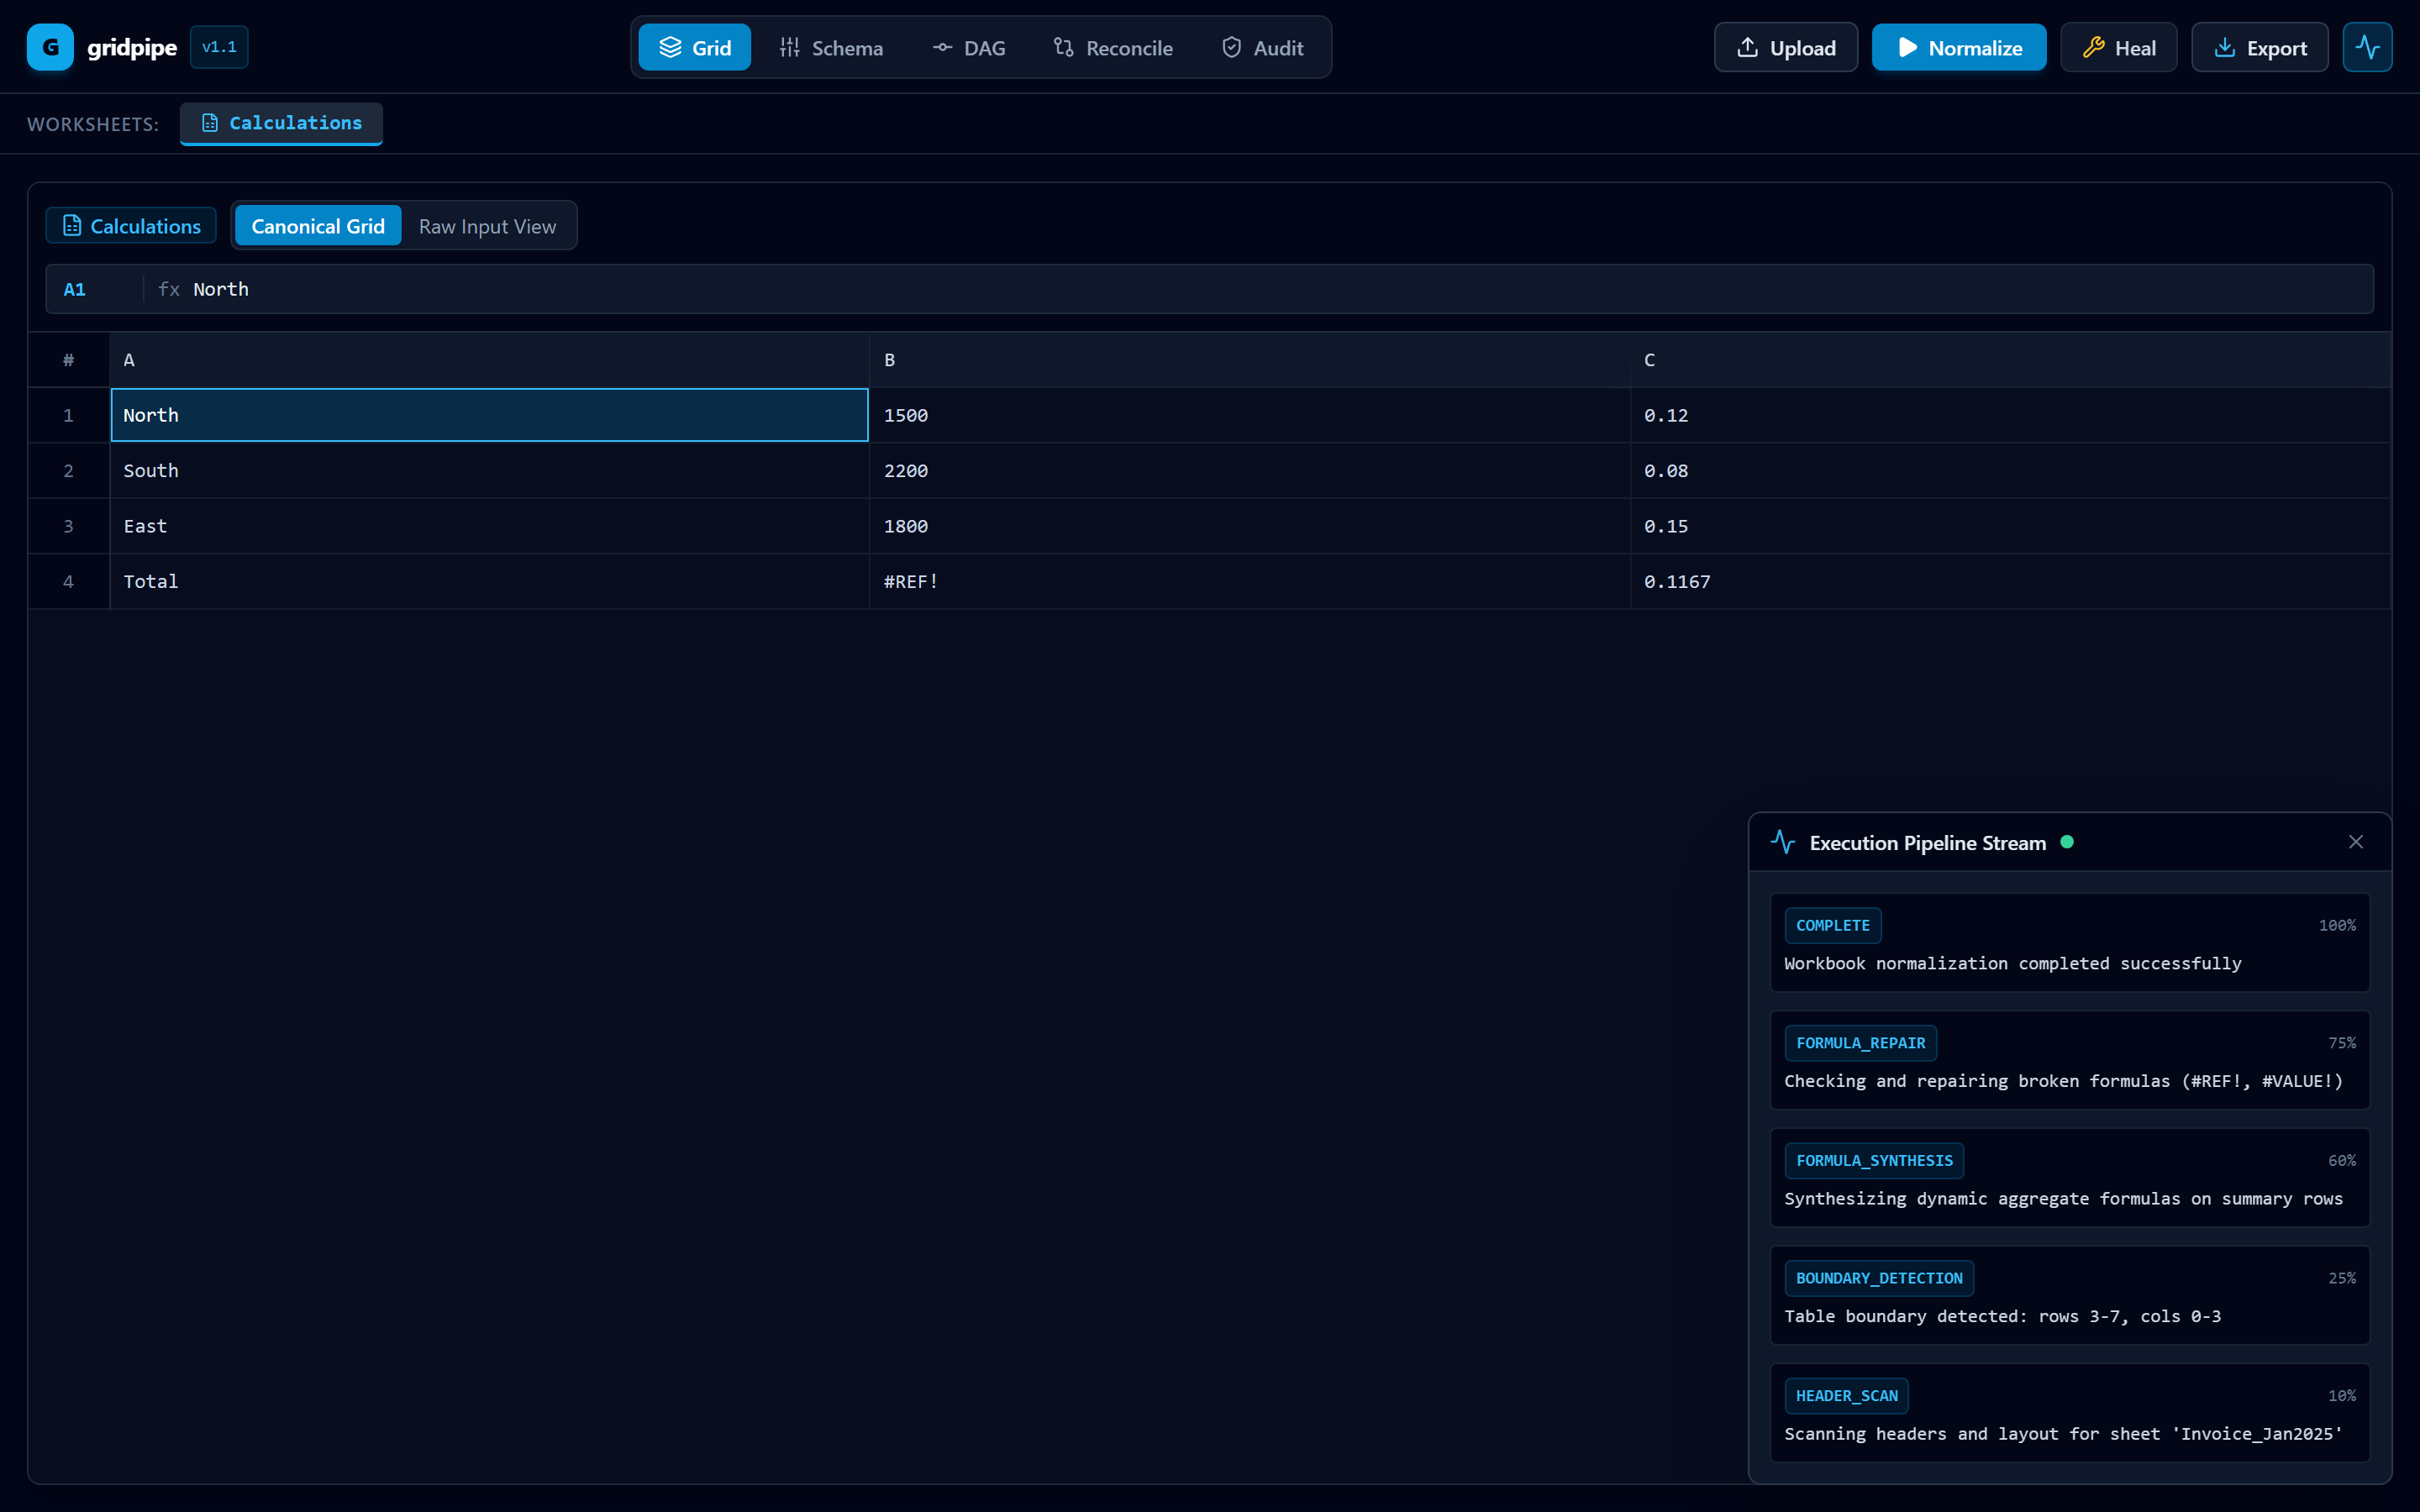 G gridpipe v1.1 Grid Schema DAG Reconcile Audit Upload Normalize Heal Export
WORKSHEETS: Calculations
Calculations Canonical Grid Raw Input View
A1 fx North
# A B C
1 North 1500 0.12
2 South 2200 0.08
3 East 1800 0.15
4 Total #REF! 0.1167
Execution Pipeline Stream
COMPLETE 100%
Workbook normalization completed successfully
FORMULA_REPAIR 75%
Checking and repairing broken formulas (#REF!, #VALUE!)
FORMULA_SYNTHESIS 60%
Synthesizing dynamic aggregate formulas on summary rows
BOUNDARY_DETECTION 25%
Table boundary detected: rows 3-7, cols 0-3
HEADER_SCAN 10%
Scanning headers and layout for sheet 'Invoice_Jan2025'